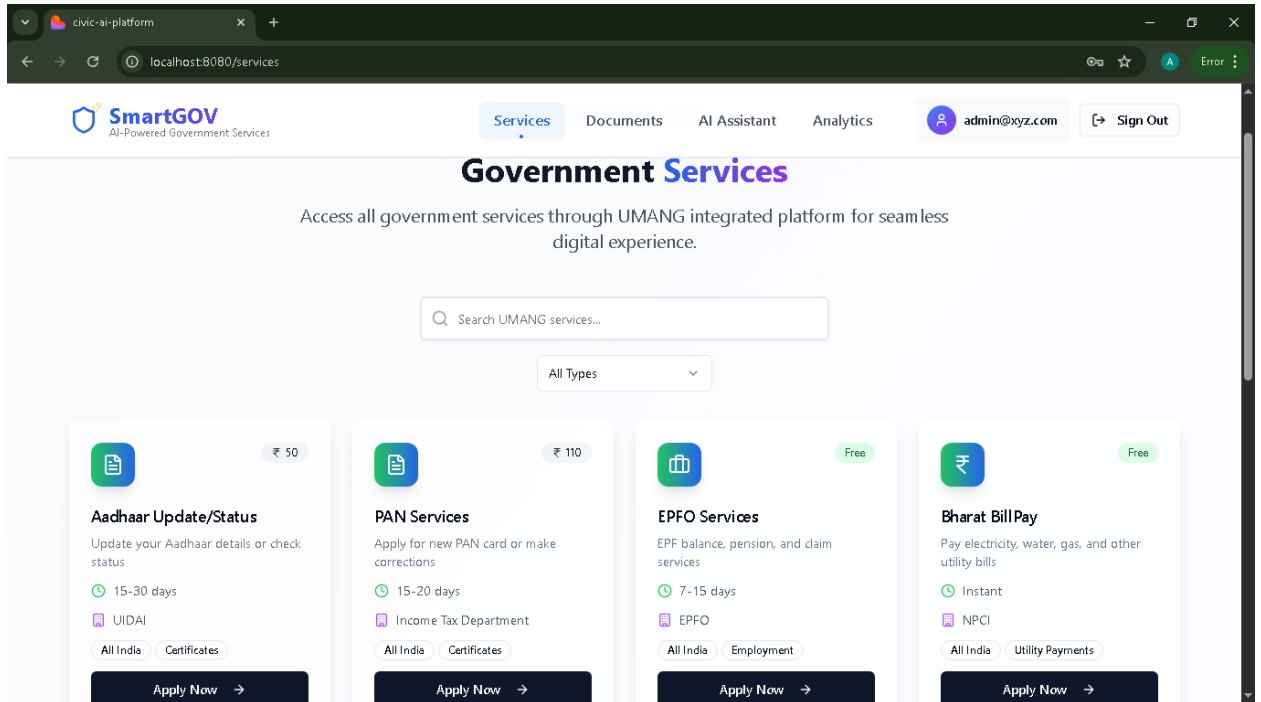 civic-ai-platform
localhost:8080/services
A
Error
SmartGOV
AI-Powered Government Services
Services
Documents
AI Assistant
Analytics
admin@xyz.com
Sign Out
Government Services
Access all government services through UMANG integrated platform for seamless
digital experience.
Search UMANG services...
All Types
₹ 50
Aadhaar Update/Status
Update your Aadhaar details or check
status
15-30 days
UIDAI
All India
Certificates
Apply Now
₹ 110
PAN Services
Apply for new PAN card or make
corrections
15-20 days
Income Tax Department
All India
Certificates
Apply Now
Free
EPFO Services
EPF balance, pension, and claim
services
7-15 days
EPFO
All India
Employment
Apply Now
₹
Free
Bharat BillPay
Pay electricity, water, gas, and other
utility bills
Instant
NPCI
All India
Utility Payments
Apply Now